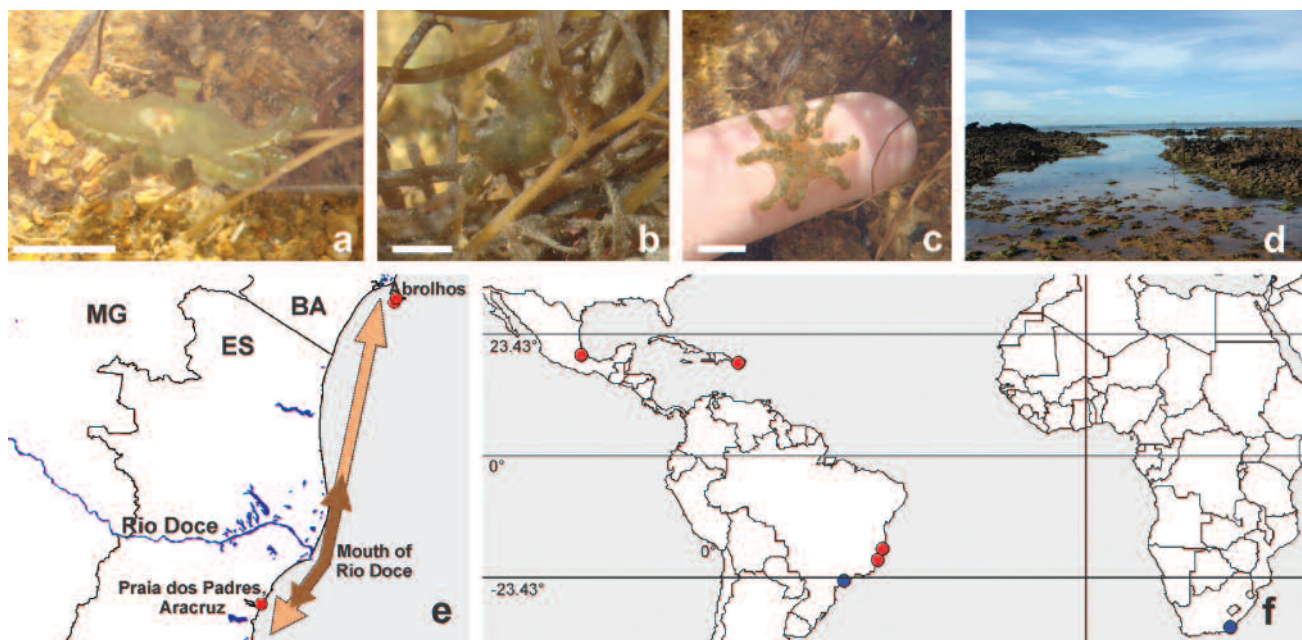 a
b
c
d
Abrolhos
BA
MG
ES
Rio Doce
Mouth of
Rio Doce
Praia dos Padres,
Aracruz
e
23.43°
0°
0°
-23.43°
f